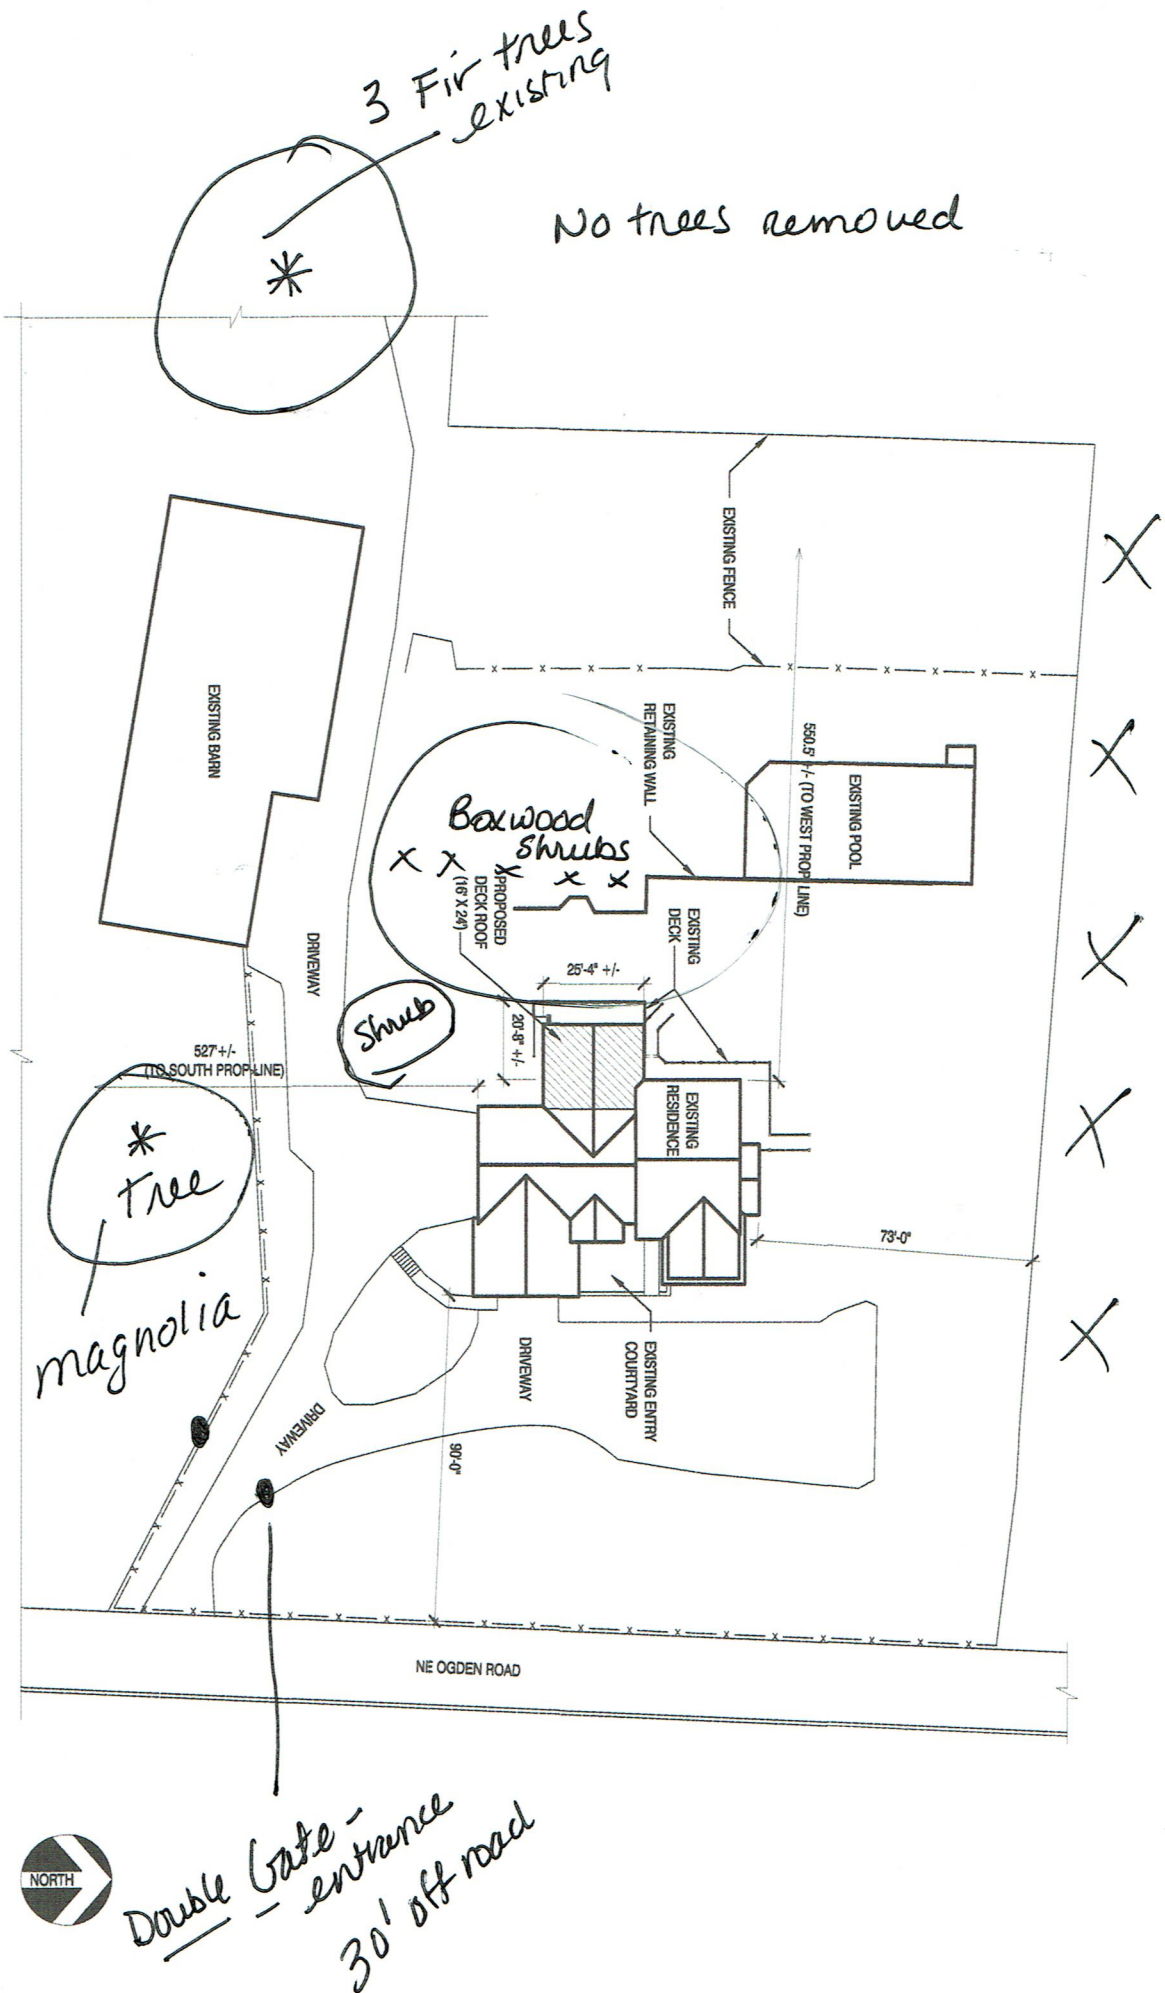 3 Fir trees
existing
No trees removed
EXISTING FENCE
EXISTING BARN
EXISTING
RETAINING WALL
550.5' +/- (TO WEST PROP LINE)
EXISTING POOL
Boxwood
Shrubs
PROPOSED
DECK ROOF
(16' X 24')
EXISTING
DECK
DRIVEWAY
25'-4" +/-
Shrub
20'-8" +/-
527'+/-
(TO SOUTH PROP LINE)
EXISTING
RESIDENCE
Tree
73'-0"
magnolia
DRIVEWAY
EXISTING ENTRY
COURTYARD
DRIVEWAY
90'-0"
NE OGDEN ROAD
NORTH
Double Gate -
- entrance
30' off road